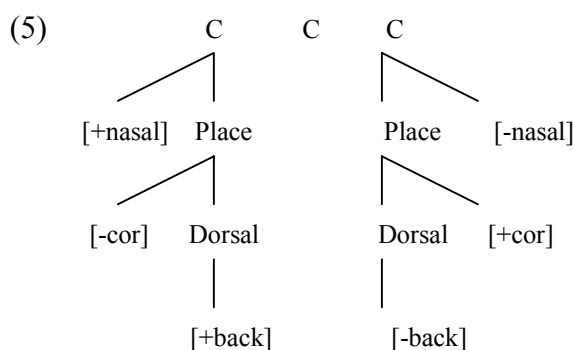 (5) C C C
[+nasal] Place Place [-nasal]
[-cor] Dorsal Dorsal [+cor]
[+back] [-back]